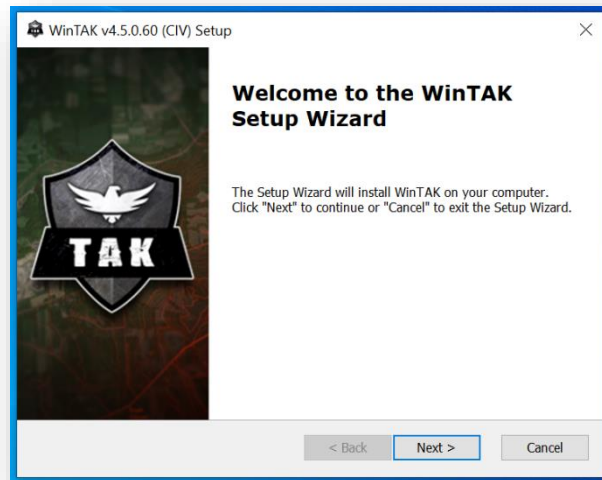 WinTAK v4.5.0.60 (CIV) Setup
Welcome to the WinTAK
Setup Wizard
The Setup Wizard will install WinTAK on your computer.
Click "Next" to continue or "Cancel" to exit the Setup Wizard.
TAK
< Back Next > Cancel